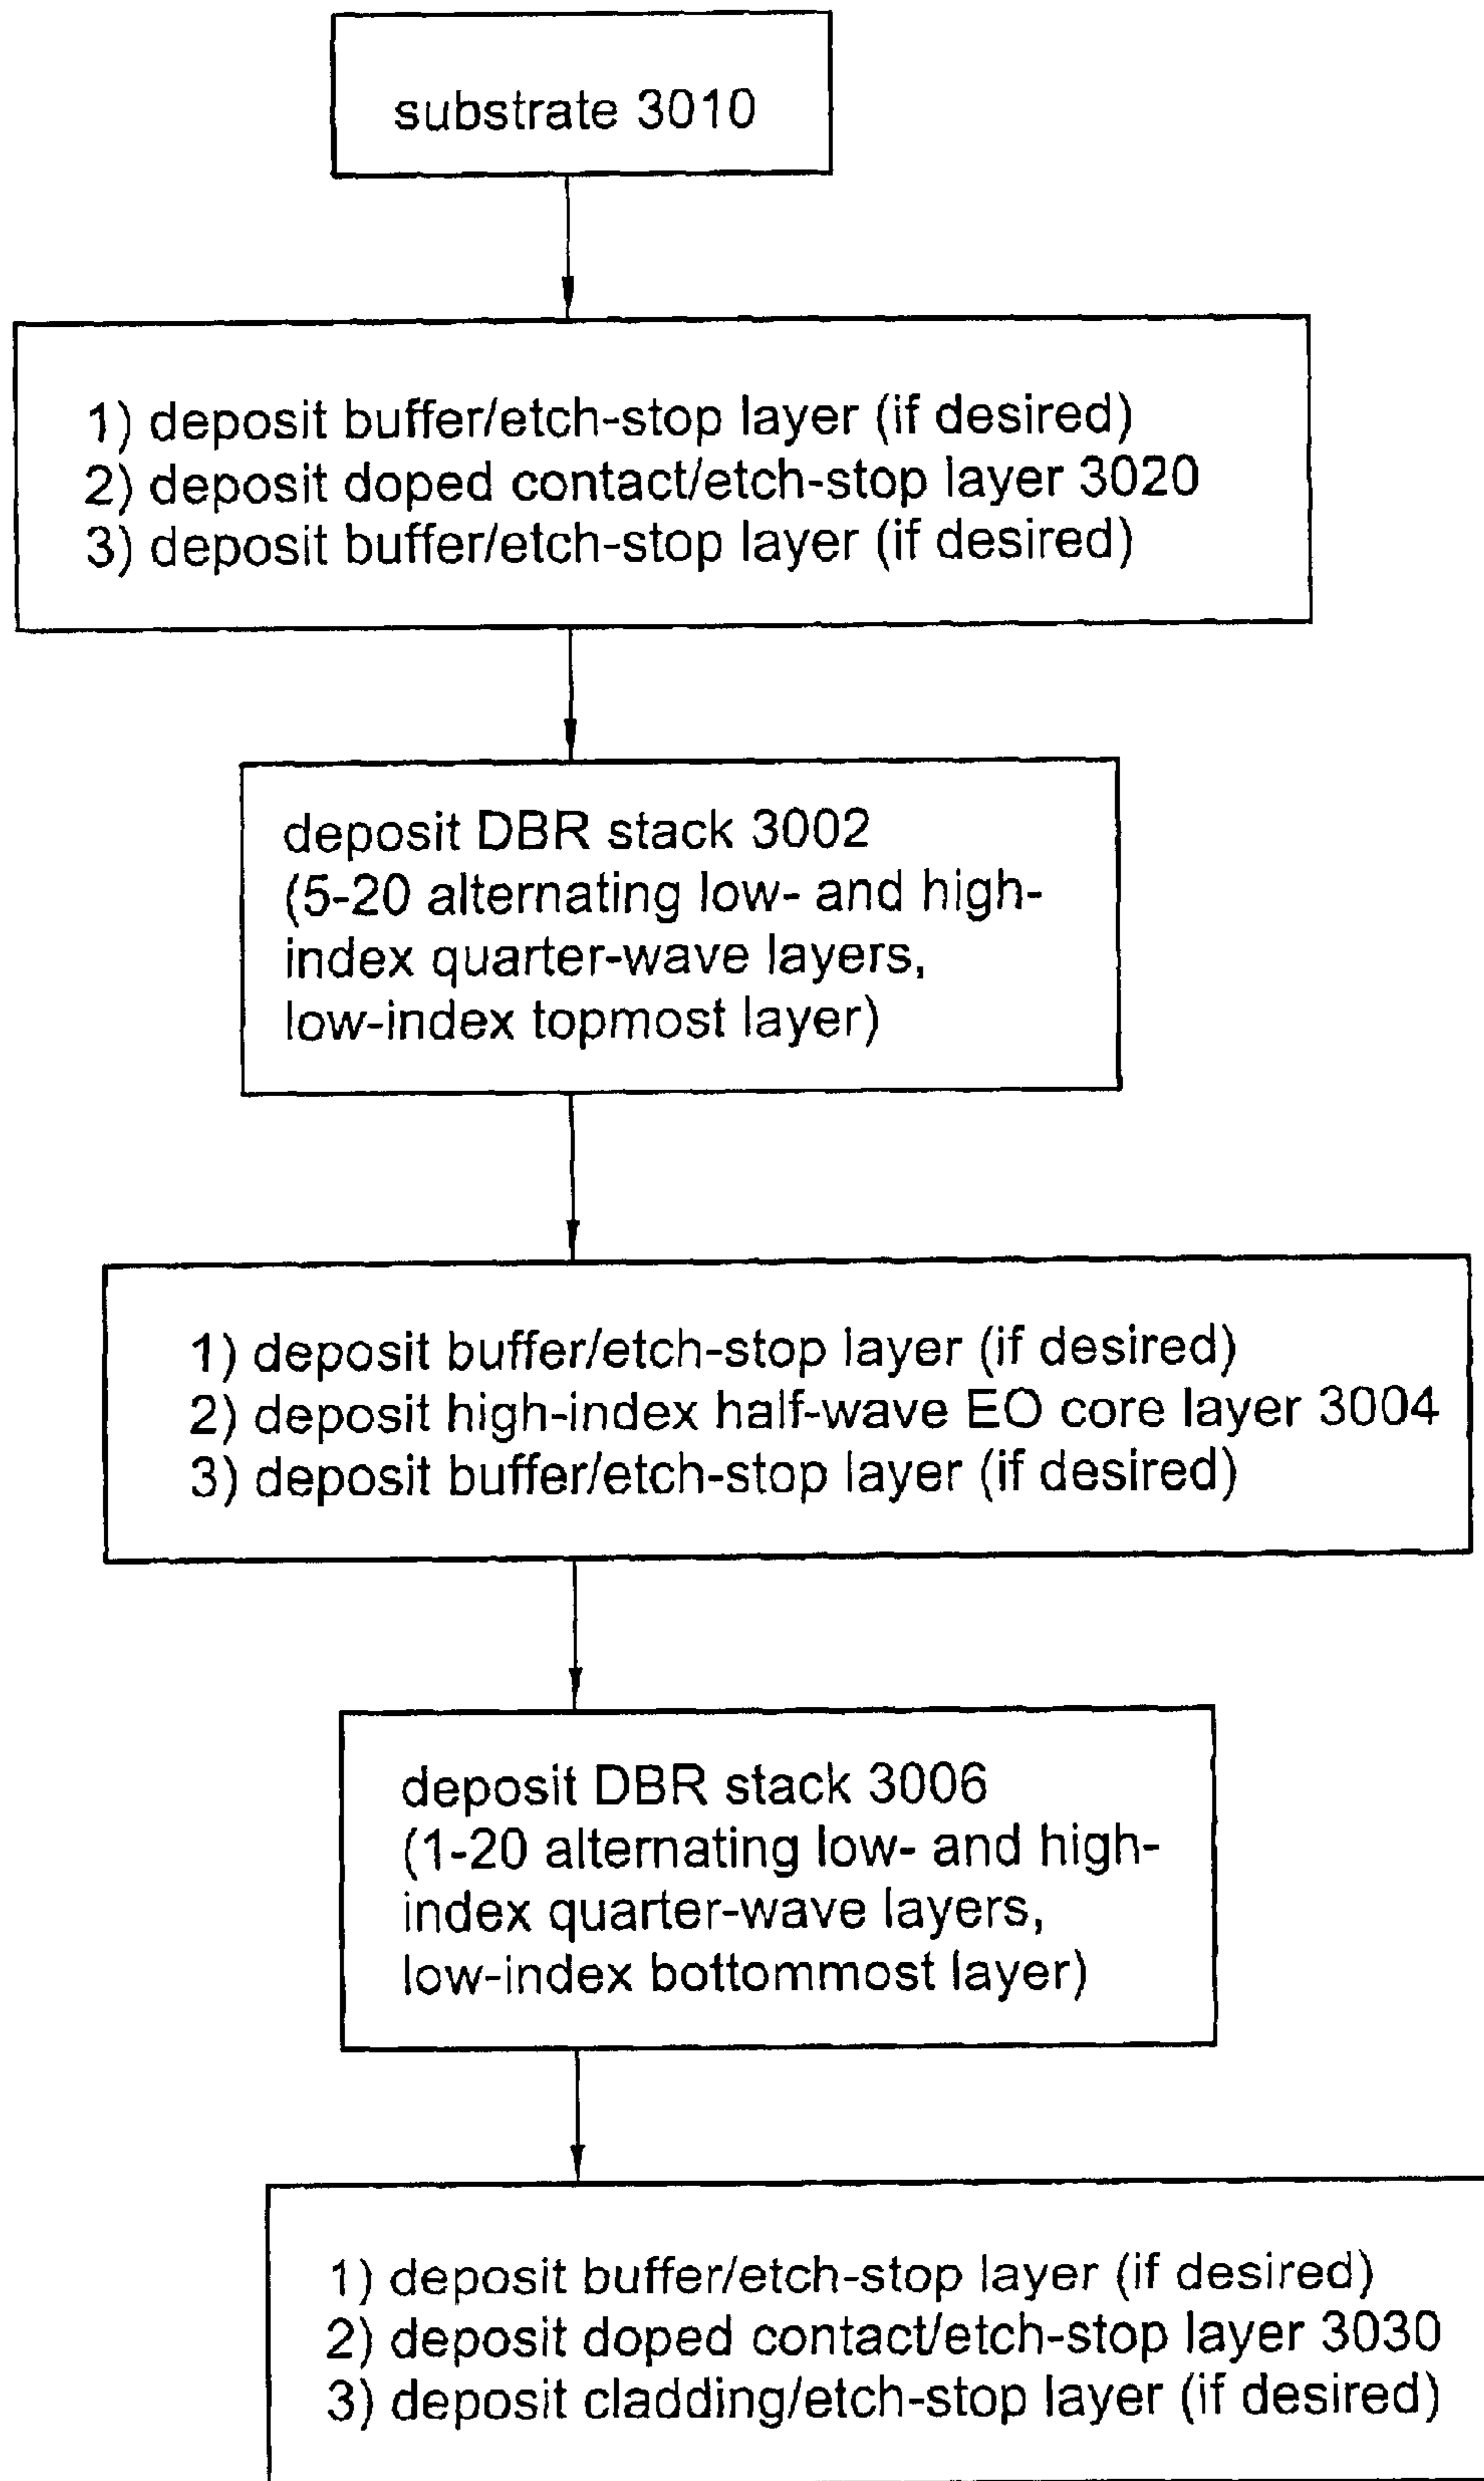 substrate 3010
1) deposit buffer/etch-stop layer (if desired)
2) deposit doped contact/etch-stop layer 3020
3) deposit buffer/etch-stop layer (if desired)
deposit DBR stack 3002
(5-20 alternating low- and high-
index quarter-wave layers,
low-index topmost layer)
1) deposit buffer/etch-stop layer (if desired)
2) deposit high-index half-wave EO core layer 3004
3) deposit buffer/etch-stop layer (if desired)
deposit DBR stack 3006
(1-20 alternating low- and high-
index quarter-wave layers,
low-index bottommost layer)
1) deposit buffer/etch-stop layer (if desired)
2) deposit doped contact/etch-stop layer 3030
3) deposit cladding/etch-stop layer (if desired)